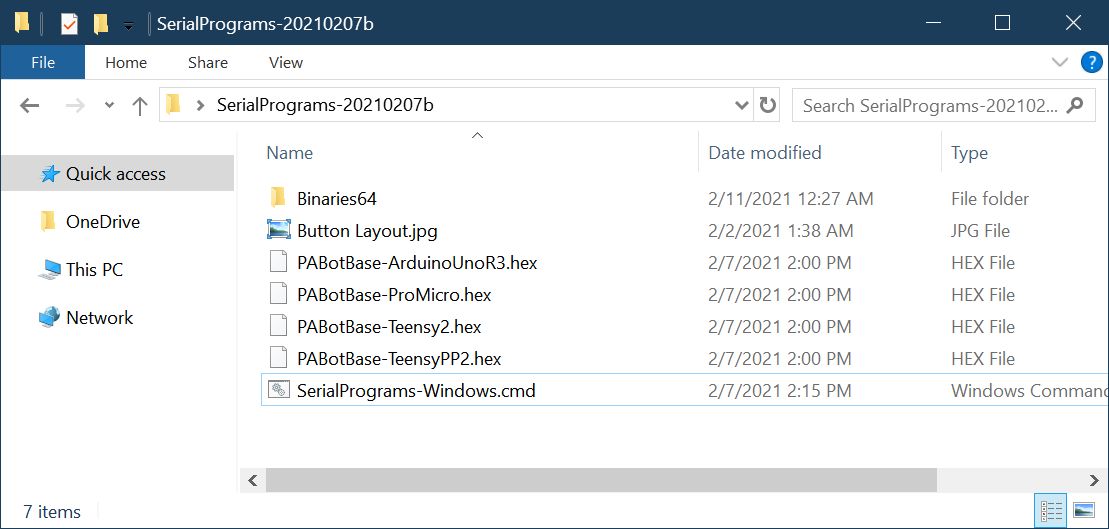 SerialPrograms-20210207b
File Home Share View
SerialPrograms-20210207b Search SerialPrograms-202102...
Name Date modified Type
Quick access
OneDrive
This PC
Network
Binaries64 2/11/2021 12:27 AM File folder
Button Layout.jpg 2/2/2021 1:38 AM JPG File
PABotBase-ArduinoUnoR3.hex 2/7/2021 2:00 PM HEX File
PABotBase-ProMicro.hex 2/7/2021 2:00 PM HEX File
PABotBase-Teensy2.hex 2/7/2021 2:00 PM HEX File
PABotBase-TeensyPP2.hex 2/7/2021 2:00 PM HEX File
SerialPrograms-Windows.cmd 2/7/2021 2:15 PM Windows Command
7 items